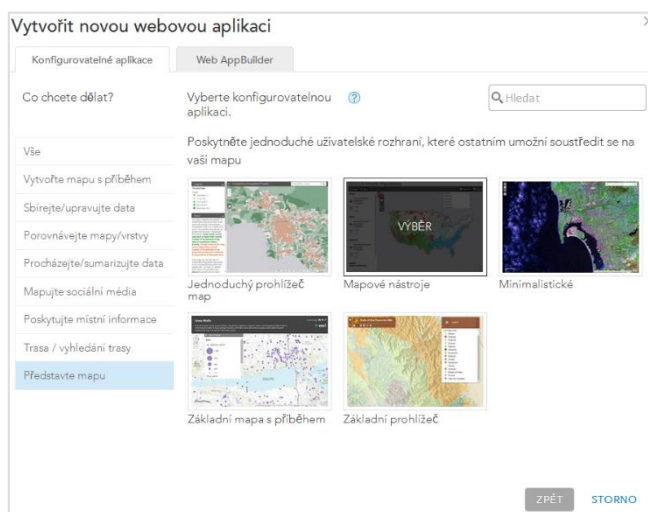 Vytvořit novou webovou aplikaci
Konfigurovatelné aplikace
Web AppBuilder
Co chcete dělat?
Vyberte konfigurovatelnou
aplikaci.
Hledat
Poskytněte jednoduché uživatelské rozhraní, které ostatním umožní soustředit se na
vaši mapu
Vše
Vytvořte mapu s příběhem
Sbírejte/upravujte data
Porovnávejte mapy/vrstvy
Procházejte/sumarizujte data
Mapujte sociální média
Poskytujte místní informace
Trasa / vyhledání trasy
Představte mapu
VÝBĚR
Jednoduchý prohlížeč
map
Mapové nástroje
Minimalistické
esri
Základní mapa s příběhem
Základní prohlížeč
ZPĚT
STORNO